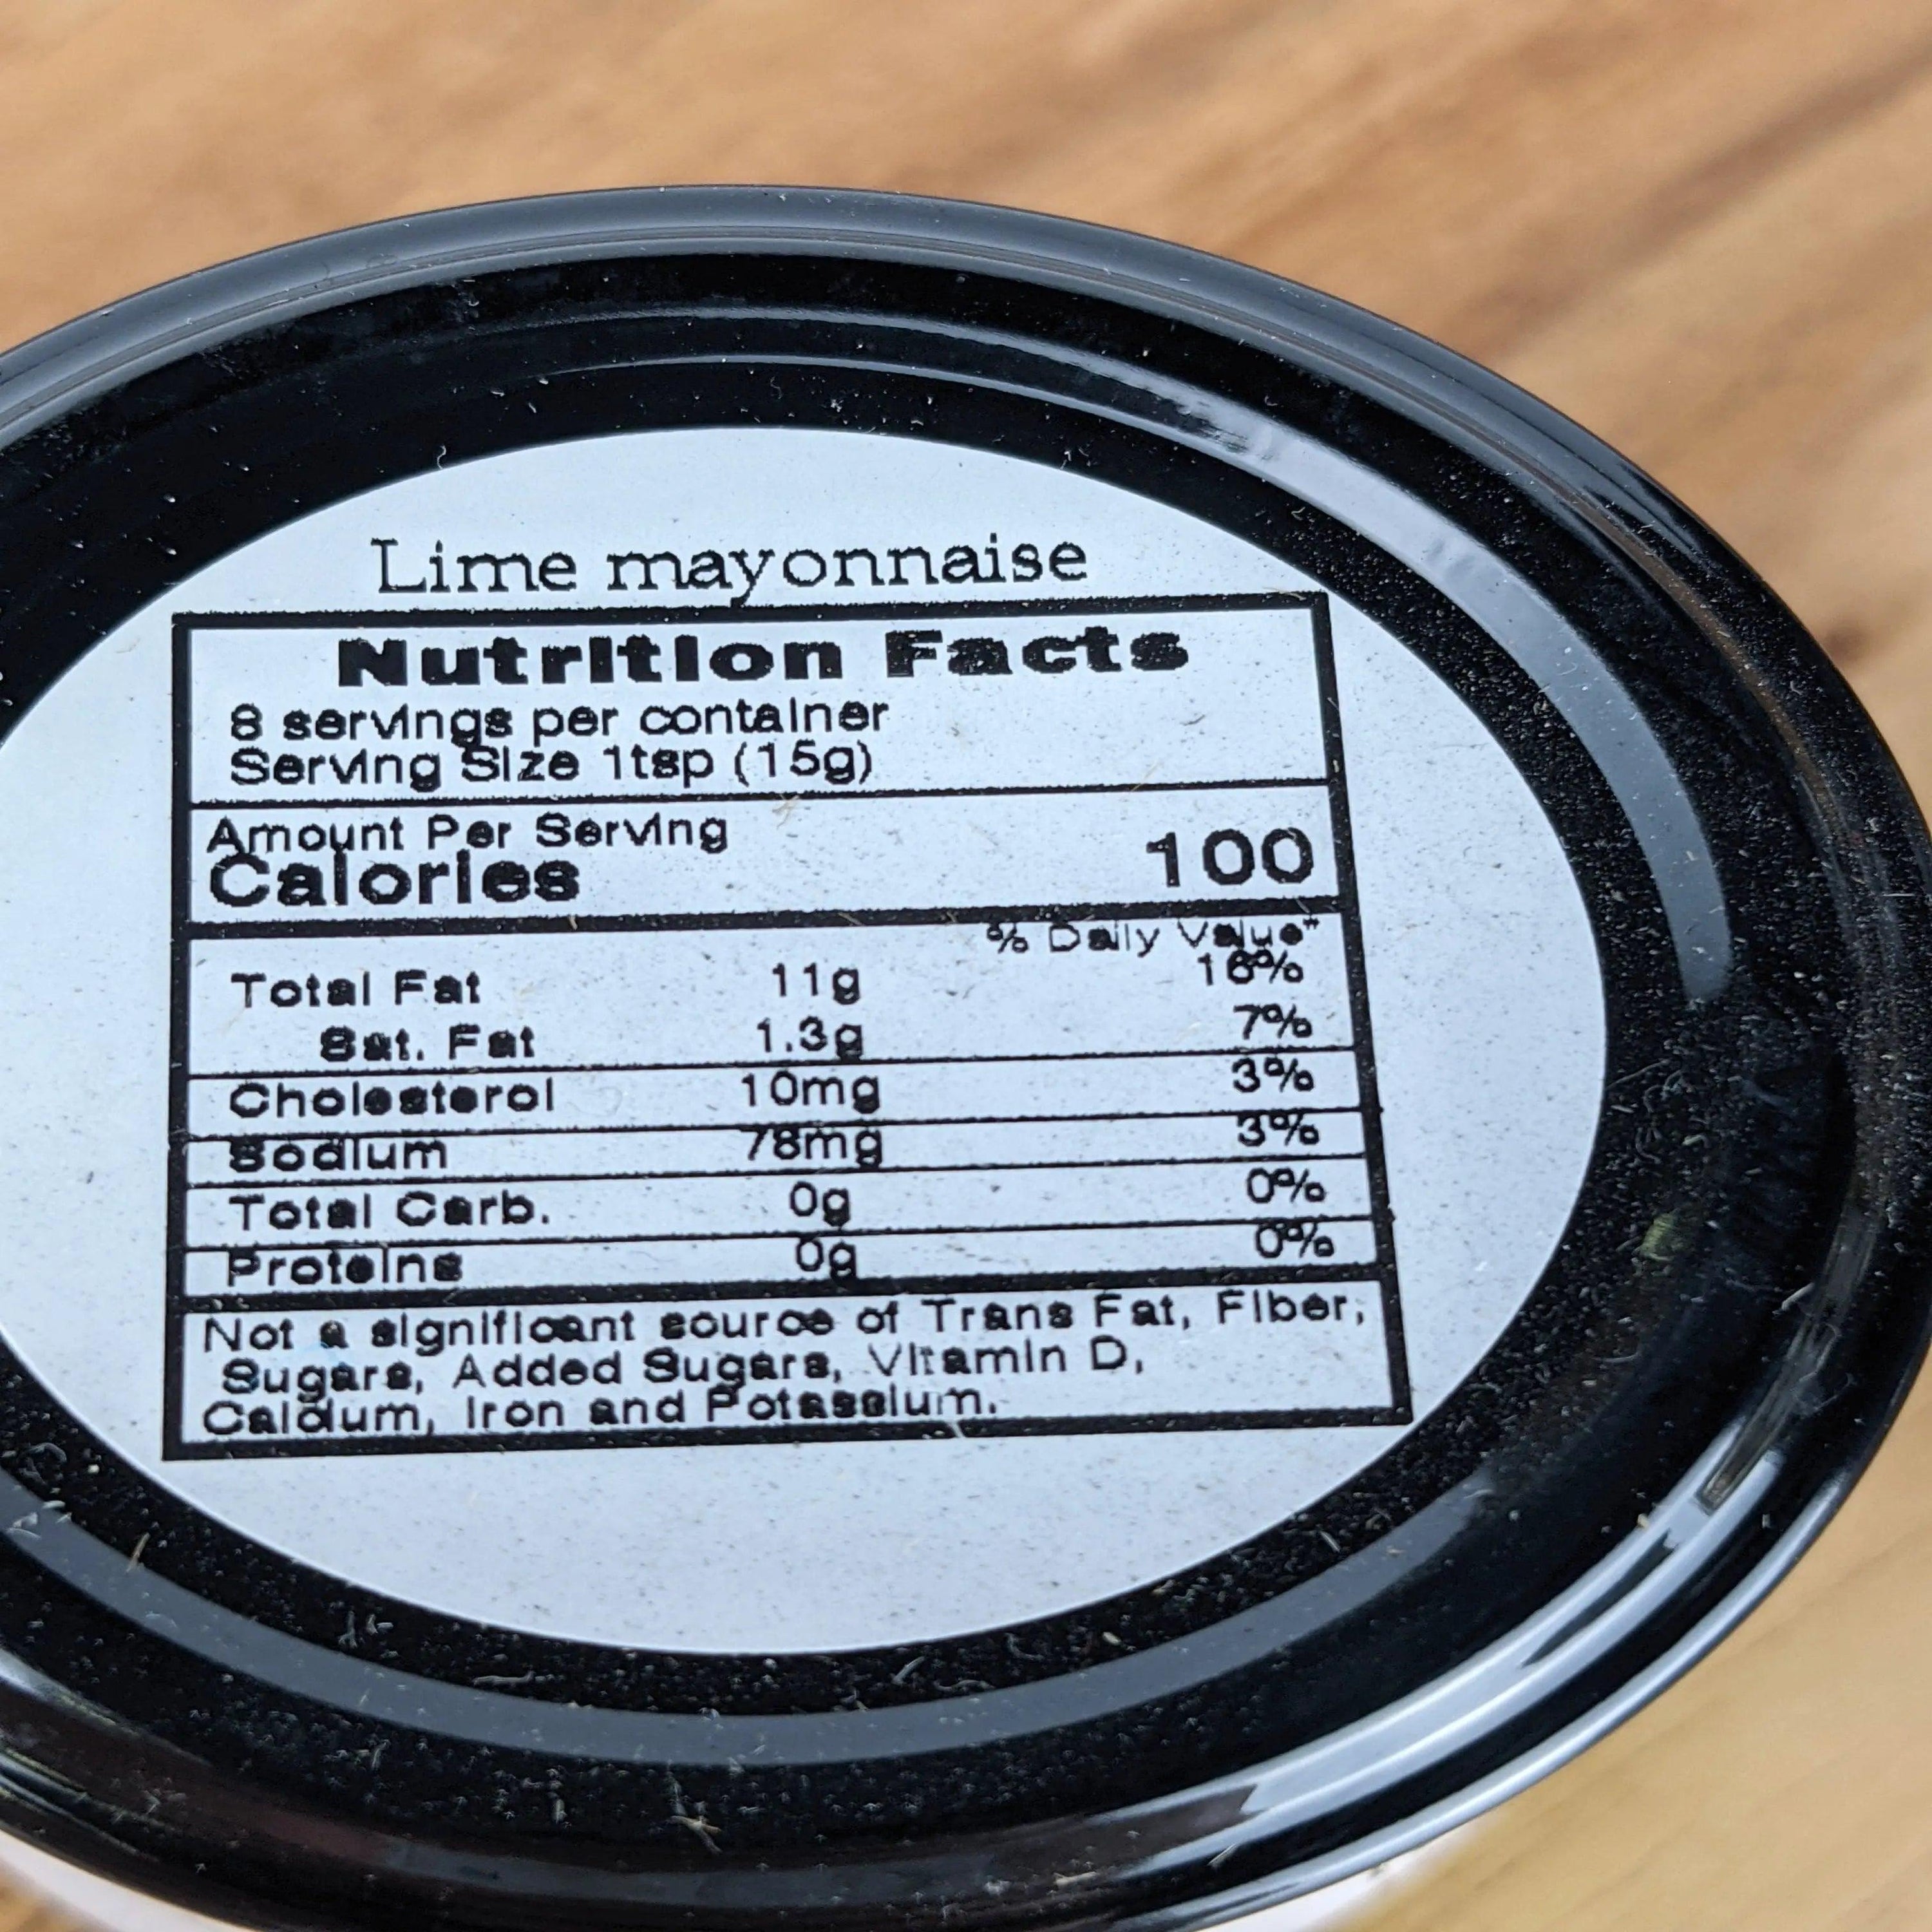 Lime mayonnaise
Nutrition Facts
8 servings per container
Serving Size 1tsp (15g)
Amount Per Serving
Calories 100
% Daily Value*
Total Fat 11g 16%
Sat. Fat 1.3g 7%
Cholesterol 10mg 3%
Sodium 78mg 3%
Total Carb. 0g 0%
Proteins 0g 0%
Not a significant source of Trans Fat, Fiber,
Sugars, Added Sugars, Vitamin D,
Calcium, Iron and Potassium.